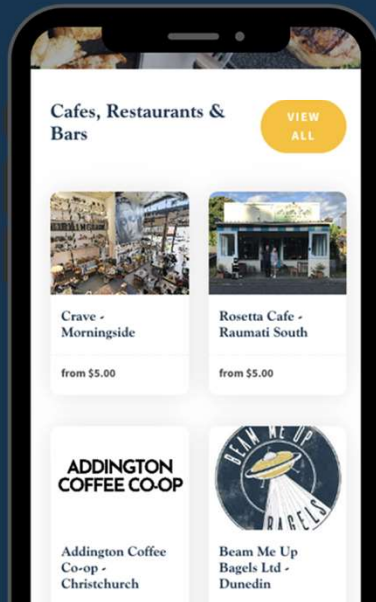 Cafes, Restaurants &
Bars
VIEW
ALL
Crave -
Morningside
from $5.00
Rosetta Cafe -
Raumati South
from $5.00
ADDINGTON
COFFEE CO-OP
Addington Coffee
Co-op -
Christchurch
BEAM ME UP
BAGELS
Beam Me Up
Bagels Ltd -
Dunedin